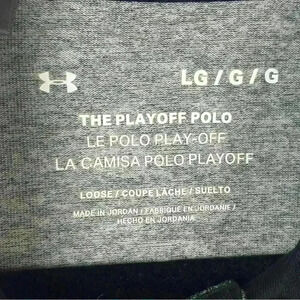 LG / G / G
THE PLAYOFF POLO
LE POLO PLAY-OFF
LA CAMISA POLO PLAYOFF
LOOSE / COUPE LÂCHE / SUELTO
MADE IN JORDAN / FABRIQUÉ EN JORDANIE /
HECHO EN JORDANIA